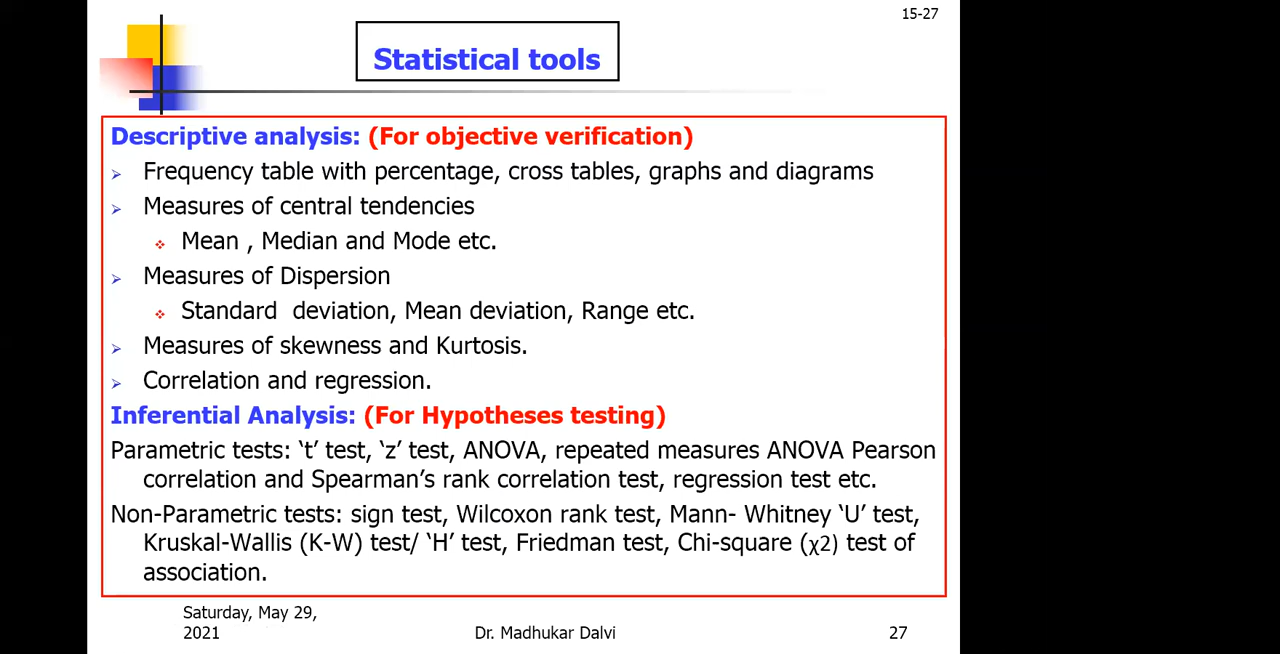 15-27
Statistical tools
Descriptive analysis: (For objective verification)
Frequency table with percentage, cross tables, graphs and diagrams
Measures of central tendencies
Mean , Median and Mode etc.
Measures of Dispersion
Standard  deviation, Mean deviation, Range etc.
Measures of skewness and Kurtosis.
Correlation and regression.
Inferential Analysis: (For Hypotheses testing)
Parametric tests: ‘t’ test, ‘z’ test, ANOVA, repeated measures ANOVA Pearson
correlation and Spearman’s rank correlation test, regression test etc.
Non-Parametric tests: sign test, Wilcoxon rank test, Mann- Whitney ‘U’ test,
Kruskal-Wallis (K-W) test/ ‘H’ test, Friedman test, Chi-square (χ2) test of
association.
Saturday, May 29,
2021
Dr. Madhukar Dalvi
27